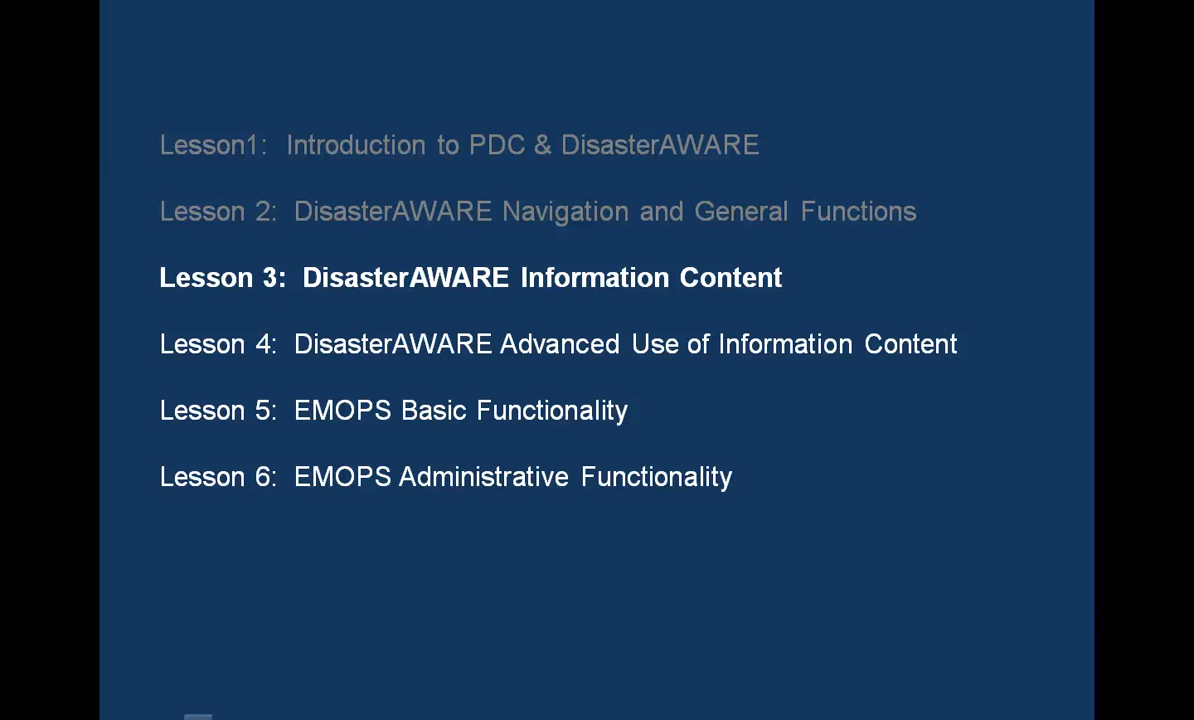 Lesson1: Introduction to PDC & DisasterAWARE
Lesson 2: DisasterAWARE Navigation and General Functions
Lesson 3: DisasterAWARE Information Content
Lesson 4: DisasterAWARE Advanced Use of Information Content
Lesson 5: EMOPS Basic Functionality
Lesson 6: EMOPS Administrative Functionality